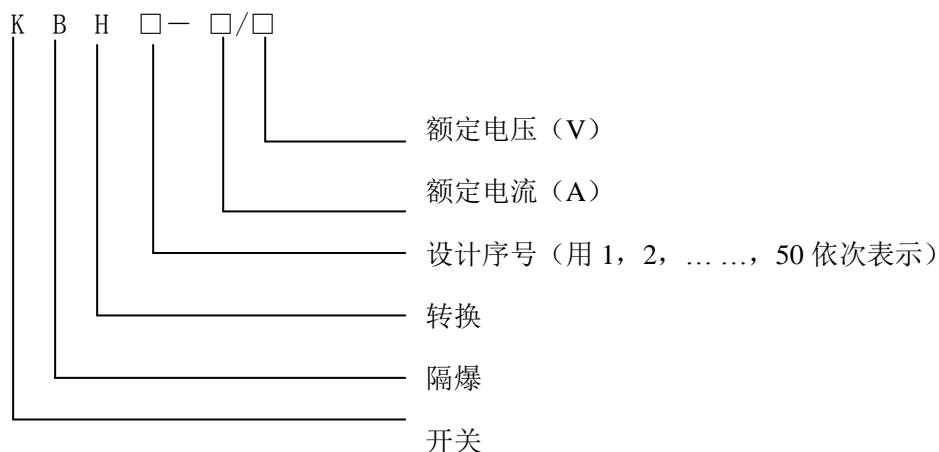 K B H □－ □/□
额定电压（V）
额定电流（A）
设计序号（用 1，2，… …，50 依次表示）
转换
隔爆
开关